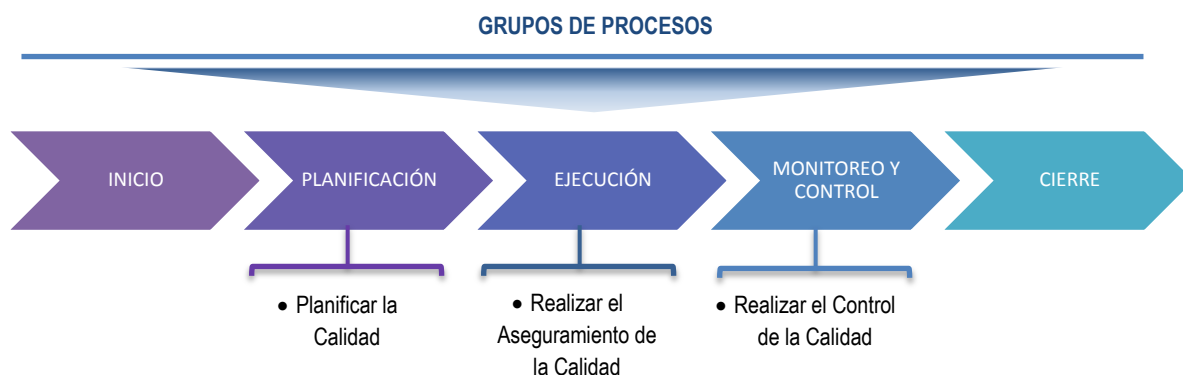 GRUPOS DE PROCESOS
INICIO
PLANIFICACIÓN
EJECUCIÓN
MONITOREO Y
CONTROL
CIERRE
• Planificar la
Calidad
• Realizar el
Aseguramiento de
la Calidad
• Realizar el Control
de la Calidad